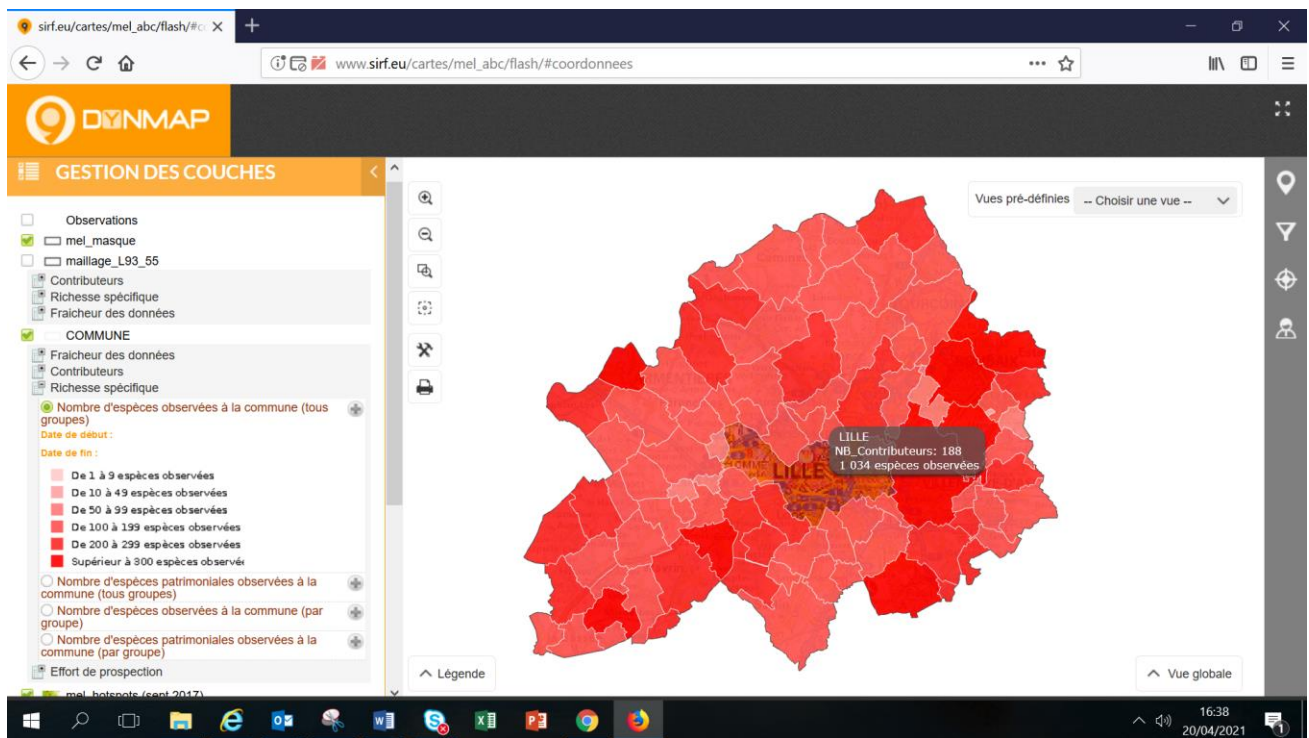 sirf.eu/cartes/mel_abc/flash/#c
www.sirf.eu/cartes/mel_abc/flash/#coordonnees
DYNMAP
GESTION DES COUCHES
Observations
mel_masque
maillage_L93_55
Contributeurs
Richesse spécifique
Fraicheur des données
COMMUNE
Fraicheur des données
Contributeurs
Richesse spécifique
Nombre d'espèces observées à la commune (tous
groupes)
Date de début :
Date de fin :
De 1 à 9 espèces observées
De 10 à 49 espèces observées
De 50 à 99 espèces observées
De 100 à 199 espèces observées
De 200 à 299 espèces observées
Supérieur à 300 espèces observée
Nombre d'espèces patrimoniales observées à la
commune (tous groupes)
Nombre d'espèces observées à la commune (par
groupe)
Nombre d'espèces patrimoniales observées à la
commune (par groupe)
Effort de prospection
mel_hotspots (sept 2017)
Vues pré-définies
-- Choisir une vue --
LILLE
LILLE
NB_Contributeurs: 188
1 034 espèces observées
Légende
Vue globale
16:38
20/04/2021
1